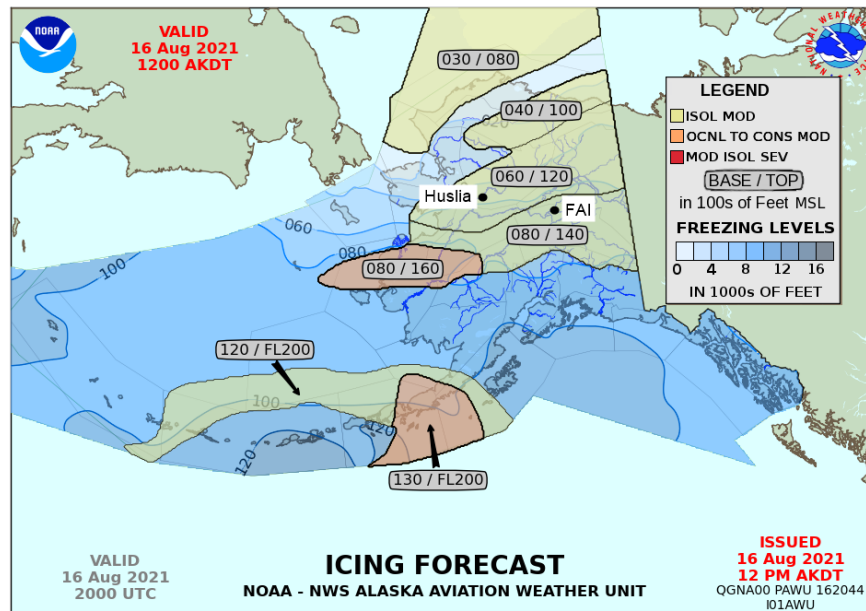 NOAA
VALID
16 Aug 2021
1200 AKDT
NATIONAL WEATHER
030 / 080
040 / 100
060 / 120
Huslia
FAI
080 / 140
060
080
080 / 160
100
LEGEND
ISOL MOD
OCNL TO CONS MOD
MOD ISOL SEV
BASE / TOP
in 100s of Feet MSL
FREEZING LEVELS
0 4 8 12 16
IN 1000s OF FEET
120 / FL200
100
120
120
130 / FL200
VALID
16 Aug 2021
2000 UTC
ICING FORECAST
NOAA - NWS ALASKA AVIATION WEATHER UNIT
ISSUED
16 Aug 2021
12 PM AKDT
QGNA00 PAWU 162044
I01AWU